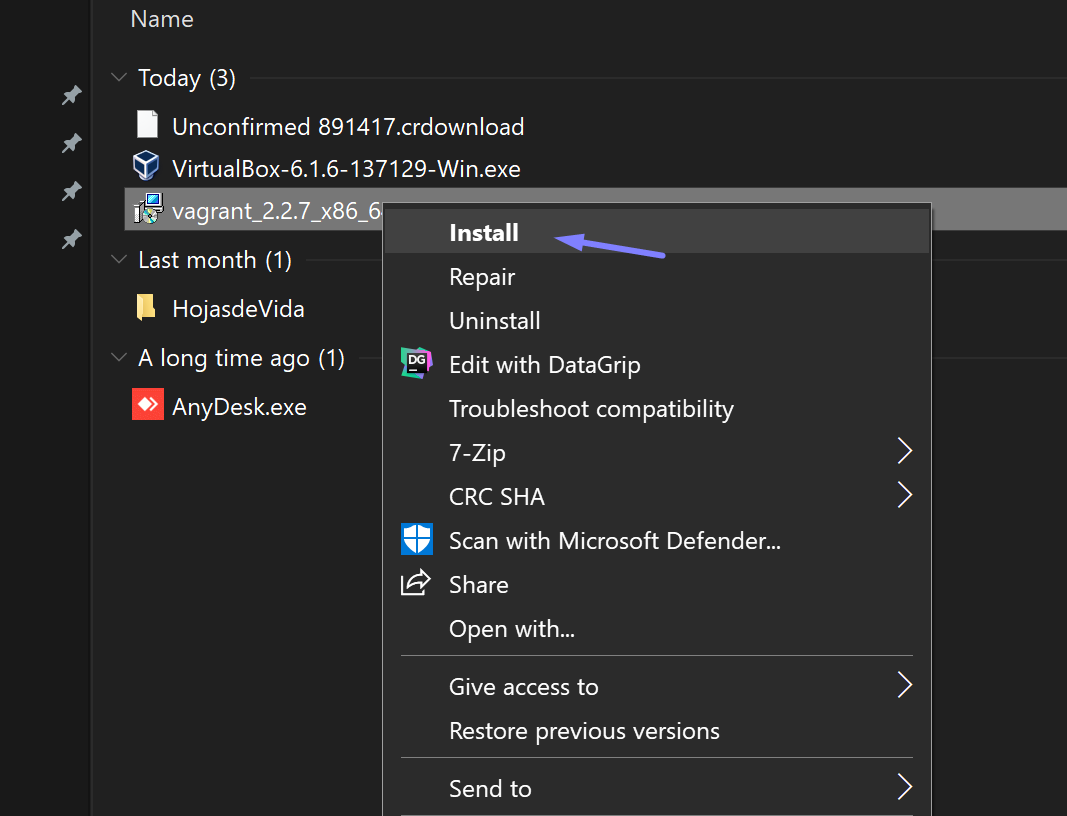 Name
Today (3)
Unconfirmed 891417.crdownload
VirtualBox-6.1.6-137129-Win.exe
vagrant_2.2.7_x86_6
Install
Repair
Uninstall
Last month (1)
HojasdeVida
A long time ago (1)
AnyDesk.exe
DG
Edit with DataGrip
Troubleshoot compatibility
7-Zip
CRC SHA
Scan with Microsoft Defender...
Share
Open with...
Give access to
Restore previous versions
Send to